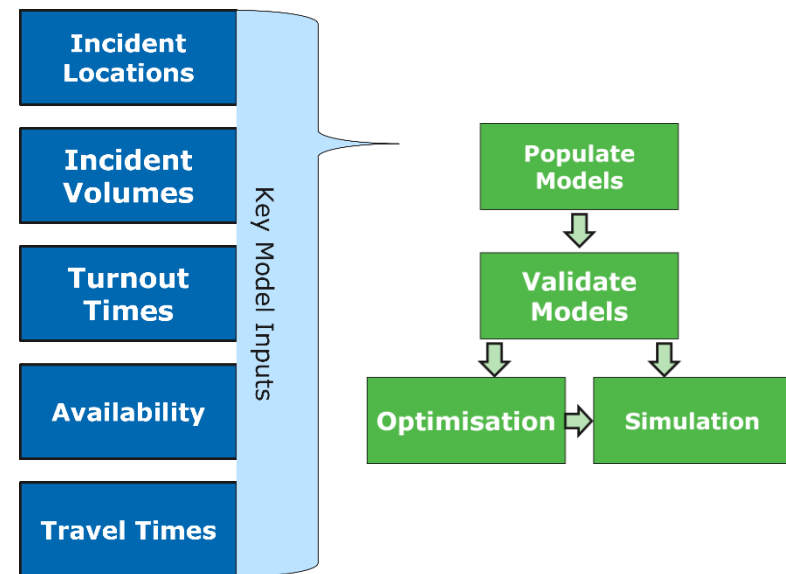 Incident
Locations
Incident
Volumes
Turnout
Times
Availability
Travel Times
Key Model Inputs
Populate
Models
Validate
Models
Optimisation
Simulation